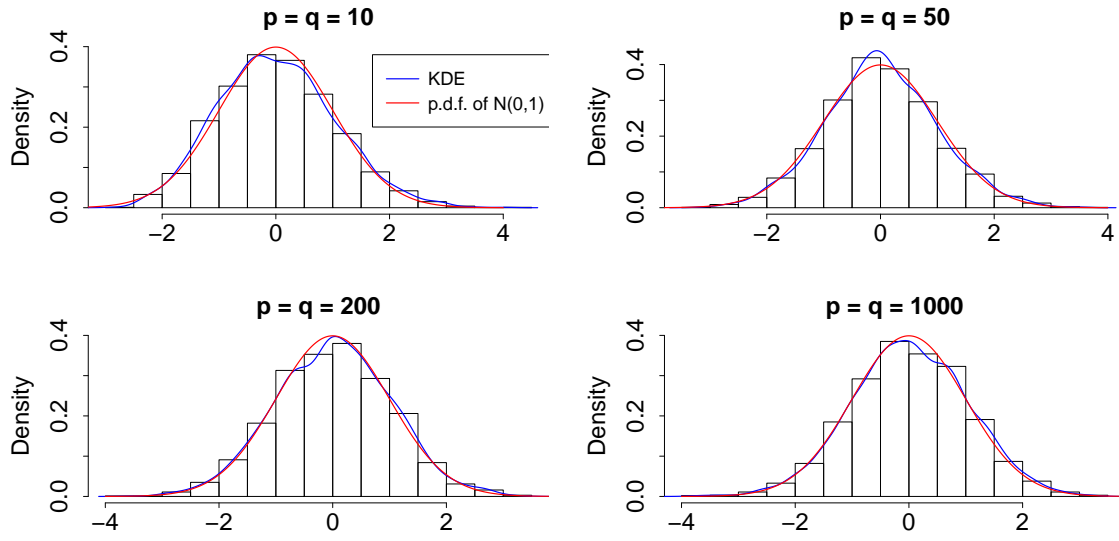 p = q = 10
Density
0.0 0.2 0.4
−2 0 2 4
KDE
p.d.f. of N(0,1)
p = q = 50
Density
0.0 0.2 0.4
−2 0 2 4
p = q = 200
Density
0.0 0.2 0.4
−4 −2 0 2
p = q = 1000
Density
0.0 0.2 0.4
−4 −2 0 2